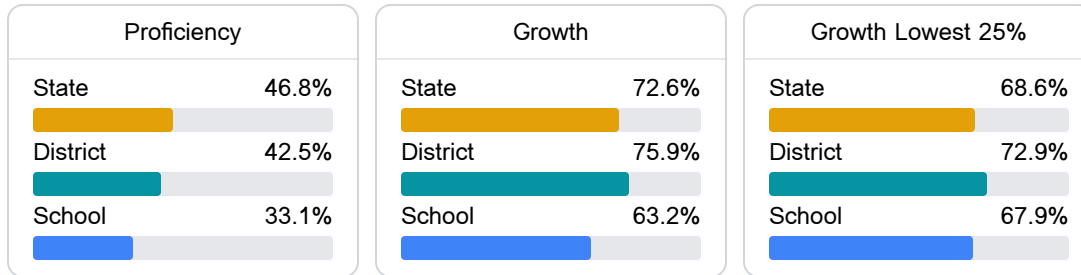 Proficiency
State 46.8%
District 42.5%
School 33.1%
Growth
State 72.6%
District 75.9%
School 63.2%
Growth Lowest 25%
State 68.6%
District 72.9%
School 67.9%